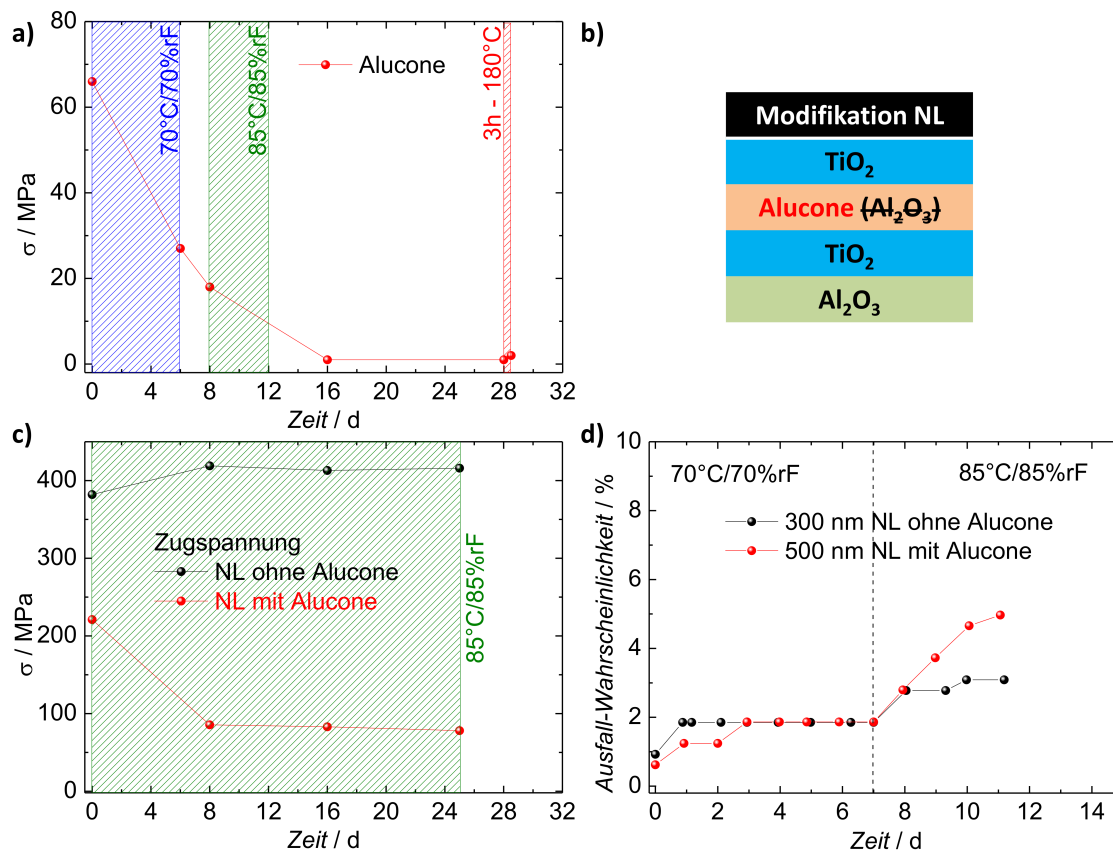 a)
80
60
40
20
0
σ / MPa
70°C/70%rF
85°C/85%rF
3h - 180°C
Alucone
0 4 8 12 16 20 24 28 32
Zeit / d
b)
Modifikation NL
TiO₂
Alucone (Al₂O₃)
TiO₂
Al₂O₃
c)
400
300
200
100
0
σ / MPa
Zugspannung
NL ohne Alucone
NL mit Alucone
85°C/85%rF
0 4 8 12 16 20 24 28 32
Zeit / d
d)
10
8
6
4
2
0
Ausfall-Wahrscheinlichkeit / %
70°C/70%rF
85°C/85%rF
300 nm NL ohne Alucone
500 nm NL mit Alucone
0 2 4 6 8 10 12 14
Zeit / d